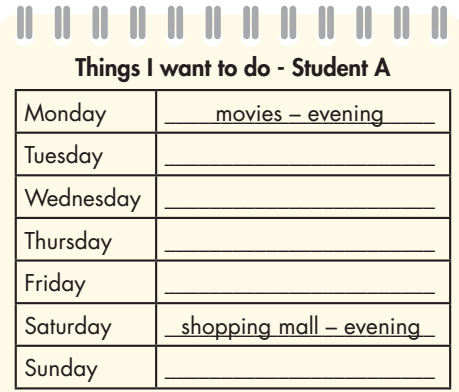 Things I want to do - Student A
Monday movies – evening
Tuesday
Wednesday
Thursday
Friday
Saturday shopping mall – evening
Sunday